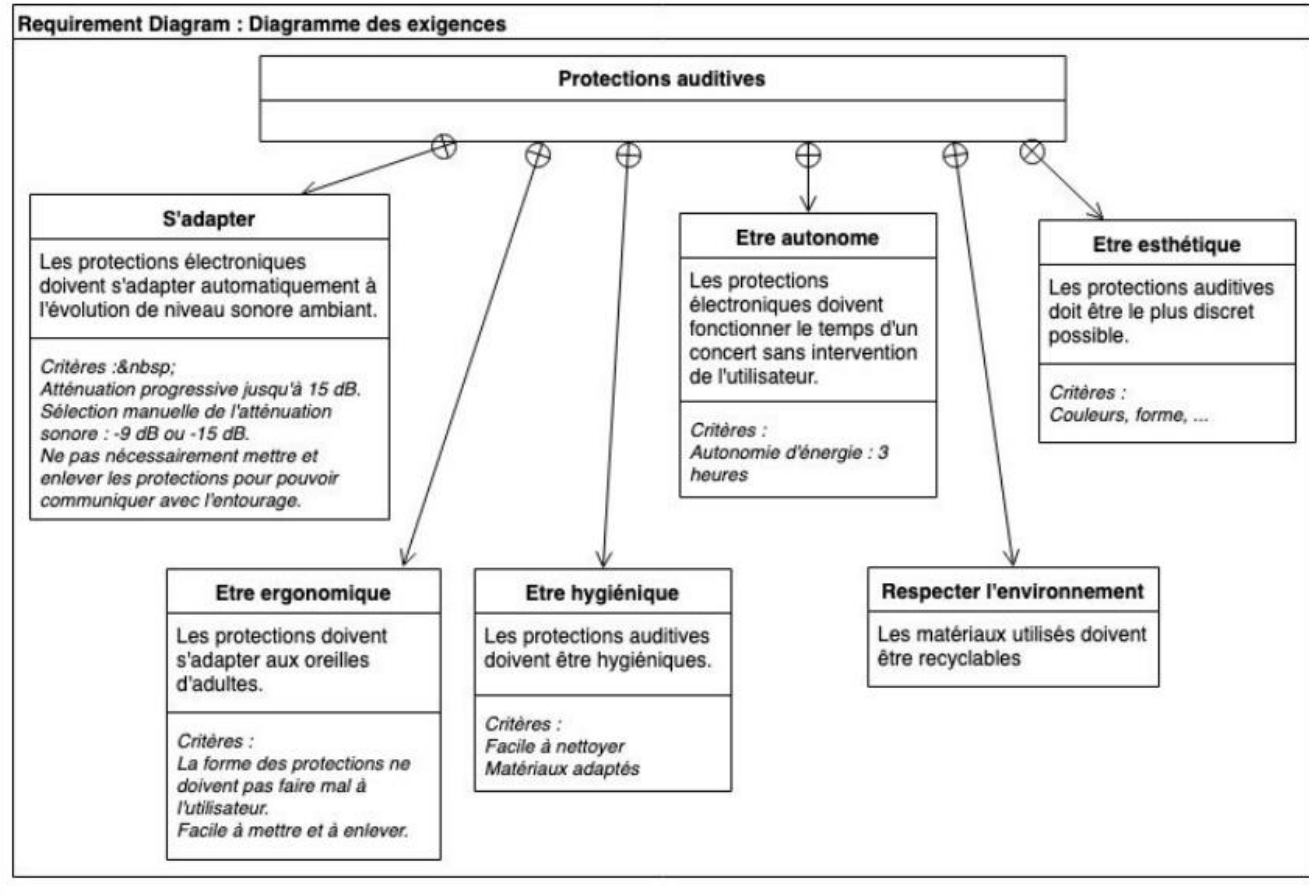 Requirement Diagram : Diagramme des exigences
Protections auditives
S'adapter
Les protections électroniques
doivent s'adapter automatiquement à
l'évolution de niveau sonore ambiant.
Critères :&nbsp;
Atténuation progressive jusqu'à 15 dB.
Sélection manuelle de l'atténuation
sonore : -9 dB ou -15 dB.
Ne pas nécessairement mettre et
enlever les protections pour pouvoir
communiquer avec l'entourage.
Etre autonome
Les protections
électroniques doivent
fonctionner le temps d'un
concert sans intervention
de l'utilisateur.
Critères :
Autonomie d'énergie : 3
heures
Etre esthétique
Les protections auditives
doit être le plus discret
possible.
Critères :
Couleurs, forme, ...
Etre ergonomique
Les protections doivent
s'adapter aux oreilles
d'adultes.
Critères :
La forme des protections ne
doivent pas faire mal à
l'utilisateur.
Facile à mettre et à enlever.
Etre hygiénique
Les protections auditives
doivent être hygiéniques.
Critères :
Facile à nettoyer
Matériaux adaptés
Respecter l'environnement
Les matériaux utilisés doivent
être recyclables